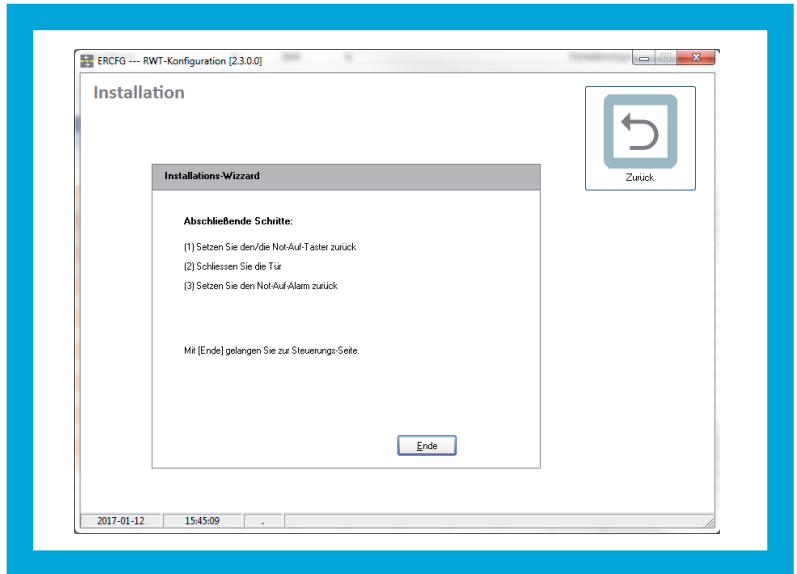 ERCFG --- RWT-Konfiguration [2.3.0.0]
Installation
Zurück
Installations-Wizzard
Abschließende Schritte:
(1) Setzen Sie den/die Not-Auf-Taster zurück
(2) Schliessen Sie die Tür
(3) Setzen Sie den Not-Auf-Alarm zurück
Mit [Ende] gelangen Sie zur Steuerungs-Seite.
Ende
2017-01-12 15:45:09 .